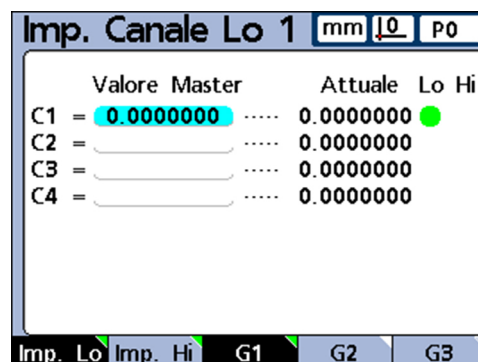 Imp. Canale Lo 1 mm 0 P0
Valore Master Attuale Lo Hi
C1 = 0.0000000 ····· 0.0000000
C2 = ····· 0.0000000
C3 = ····· 0.0000000
C4 = ····· 0.0000000
Imp. Lo Imp. Hi G1 G2 G3